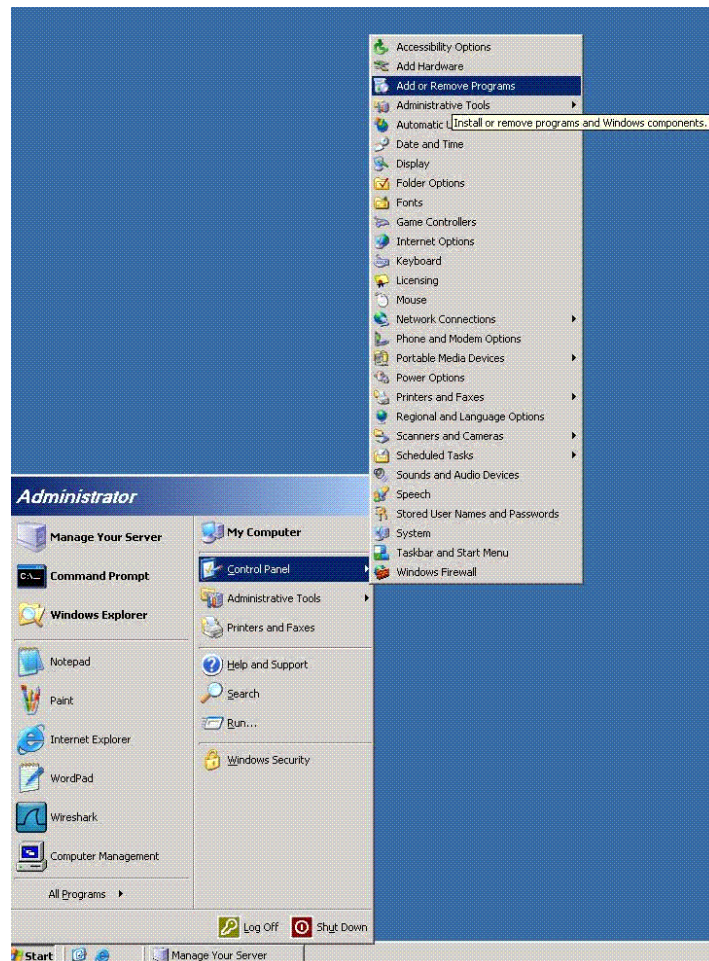 Accessibility Options
Add Hardware
Add or Remove Programs
Administrative Tools
Automatic U
Install or remove programs and Windows components.
Date and Time
Display
Folder Options
Fonts
Game Controllers
Internet Options
Keyboard
Licensing
Mouse
Network Connections
Phone and Modem Options
Portable Media Devices
Power Options
Printers and Faxes
Regional and Language Options
Scanners and Cameras
Scheduled Tasks
Sounds and Audio Devices
Speech
Stored User Names and Passwords
System
Taskbar and Start Menu
Windows Firewall
Administrator
Manage Your Server
Command Prompt
Windows Explorer
Notepad
Paint
Internet Explorer
WordPad
Wireshark
Computer Management
All Programs
My Computer
Control Panel
Administrative Tools
Printers and Faxes
Help and Support
Search
Run...
Windows Security
Log Off
Shut Down
Start
Manage Your Server